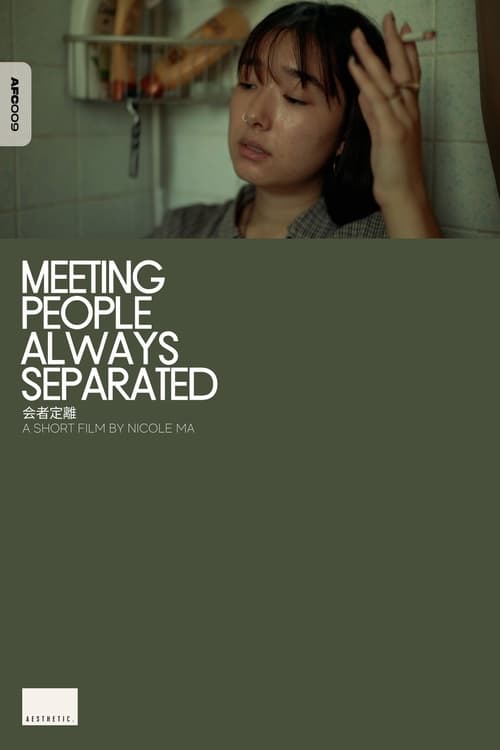 AFC009
MEETING
PEOPLE
ALWAYS
SEPARATED
会者定離
A SHORT FILM BY NICOLE MA
AESTHETIC.